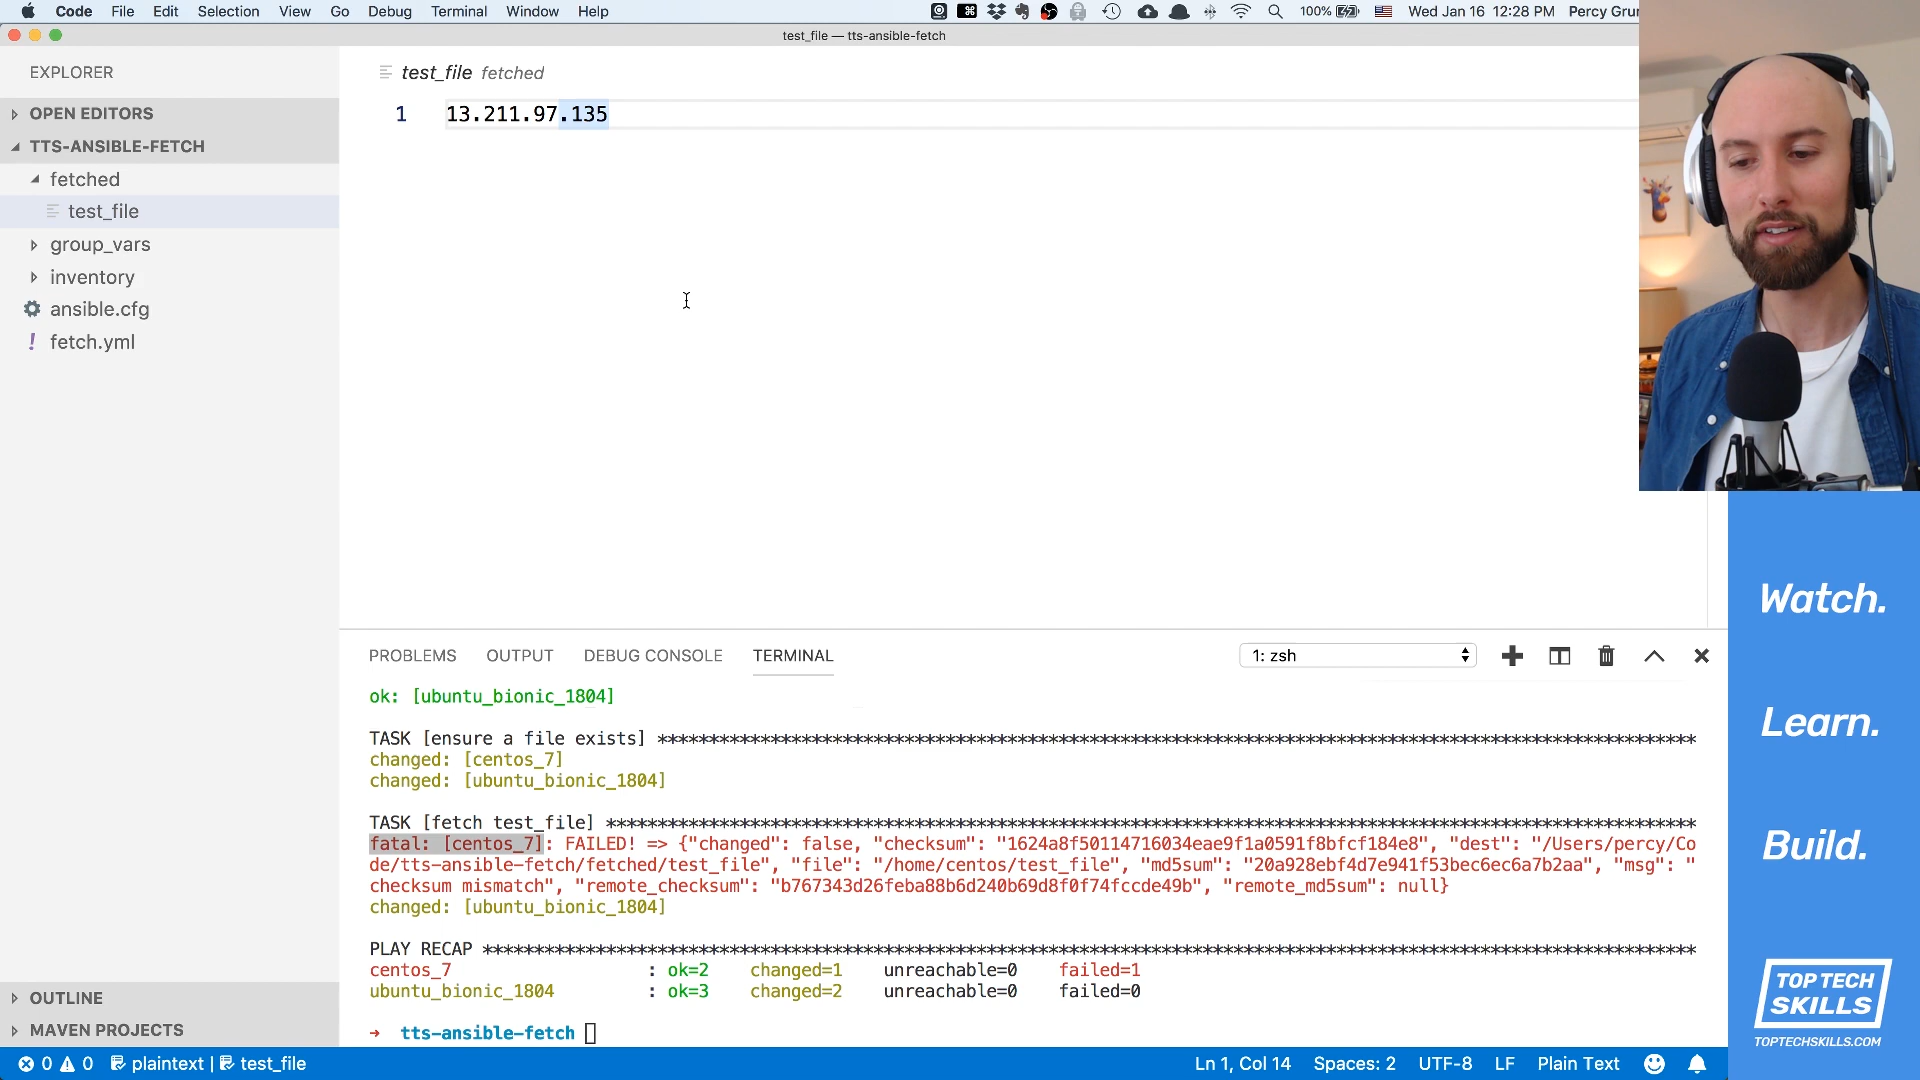 Code File Edit Selection View Go Debug Terminal Window Help 100% Wed Jan 16 12:28 PM Percy Gru
test_file — tts-ansible-fetch
EXPLORER
OPEN EDITORS
TTS-ANSIBLE-FETCH
fetched
test_file
group_vars
inventory
ansible.cfg
! fetch.yml
OUTLINE
MAVEN PROJECTS
test_file fetched
1 13.211.97.135
PROBLEMS OUTPUT DEBUG CONSOLE TERMINAL 1: zsh
ok: [ubuntu_bionic_1804]
TASK [ensure a file exists] ****************************************************************************************************
changed: [centos_7]
changed: [ubuntu_bionic_1804]
TASK [fetch test_file] *********************************************************************************************************
fatal: [centos_7]: FAILED! => {"changed": false, "checksum": "1624a8f50114716034eae9f1a0591f8bfcf184e8", "dest": "/Users/percy/Co
de/tts-ansible-fetch/fetched/test_file", "file": "/home/centos/test_file", "md5sum": "20a928ebf4d7e941f53bec6ec6a7b2aa", "msg": "
checksum mismatch", "remote_checksum": "b767343d26feba88b6d240b69d8f0f74fccde49b", "remote_md5sum": null}
changed: [ubuntu_bionic_1804]
PLAY RECAP *********************************************************************************************************************
centos_7 : ok=2 changed=1 unreachable=0 failed=1
ubuntu_bionic_1804 : ok=3 changed=2 unreachable=0 failed=0
→ tts-ansible-fetch
0 0 plaintext | test_file Ln 1, Col 14 Spaces: 2 UTF-8 LF Plain Text
Watch.
Learn.
Build.
TOP TECH
SKILLS
TOPTECHSKILLS.COM